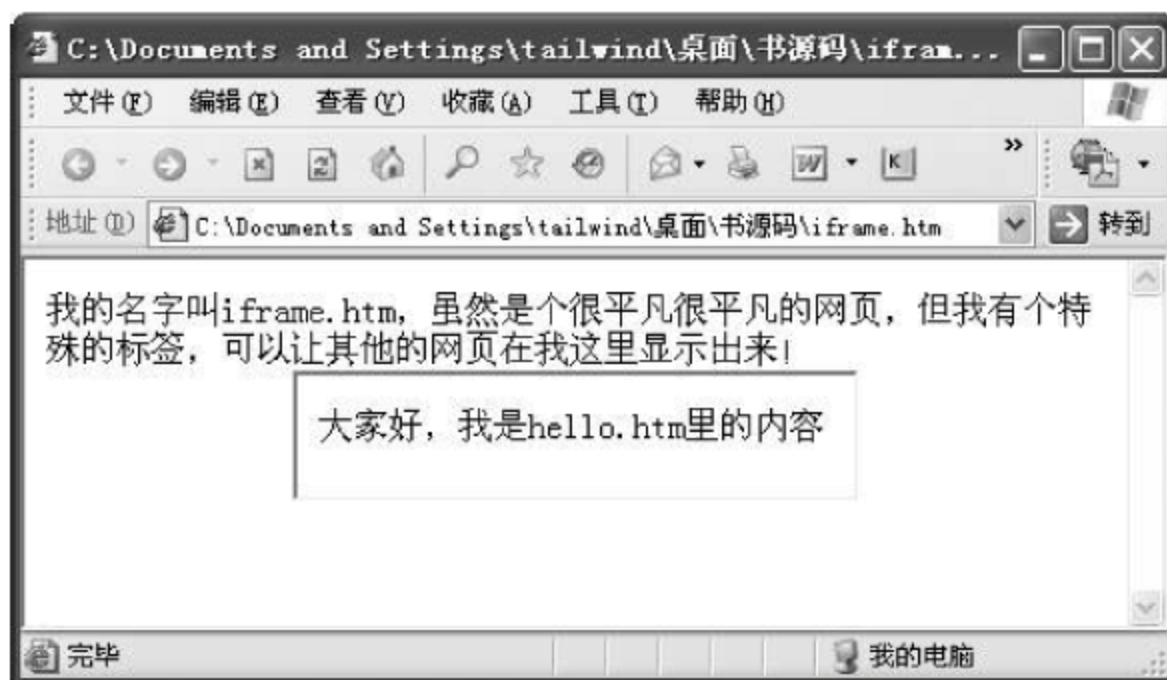 C:\Documents and Settings\tailwind\桌面\书源码\ifram...
文件(F) 编辑(E) 查看(V) 收藏(A) 工具(T) 帮助(H)
W K »
地址(D) C:\Documents and Settings\tailwind\桌面\书源码\iframe.htm 转到
我的名字叫iframe.htm，虽然是个很平凡很平凡的网页，但我有个特
殊的标签，可以让其他的网页在我这里显示出来！
大家好，我是hello.htm里的内容
完毕 我的电脑